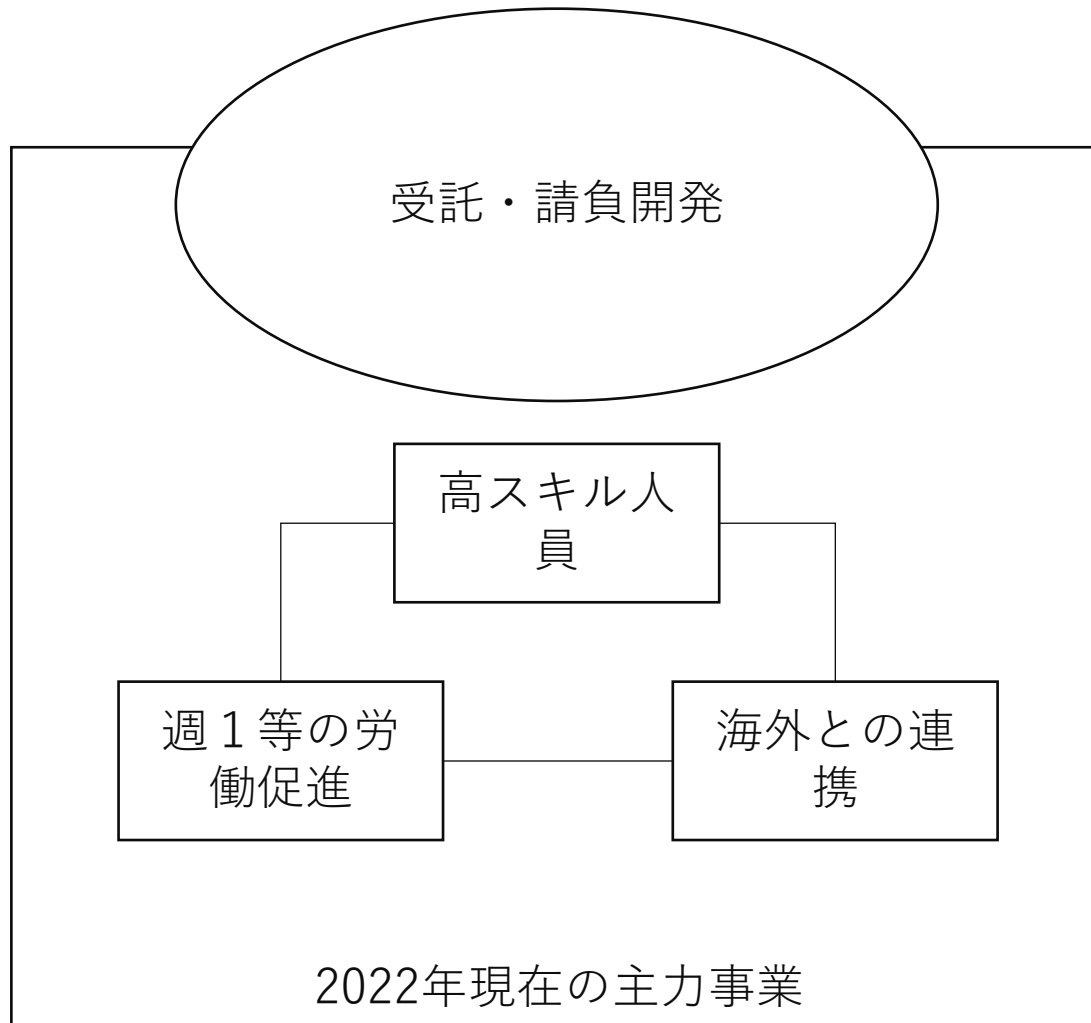 受託・請負開発
高スキル人
員
週１等の労
働促進
海外との連
携
2022年現在の主力事業